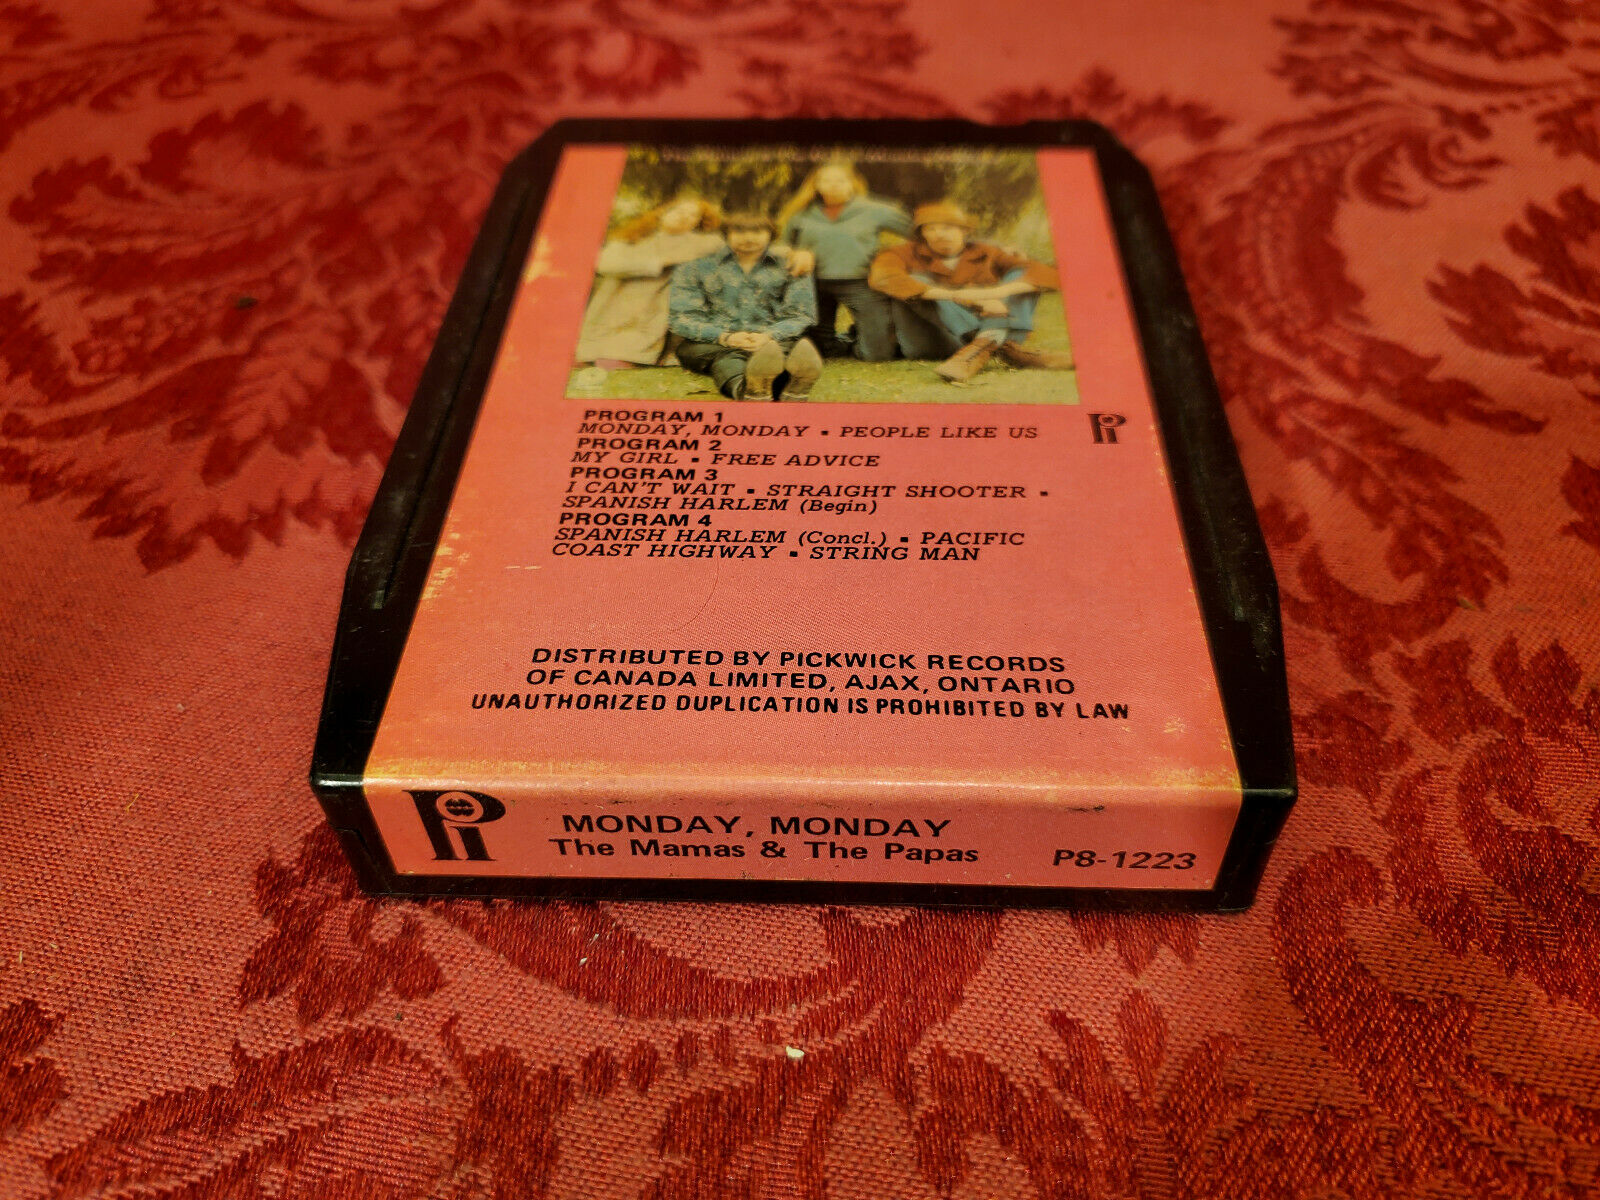 PROGRAM 1
MONDAY, MONDAY ▪ PEOPLE LIKE US
PROGRAM 2
MY GIRL ▪ FREE ADVICE
PROGRAM 3
I CAN'T WAIT ▪ STRAIGHT SHOOTER ▪
SPANISH HARLEM (Begin)
PROGRAM 4
SPANISH HARLEM (Concl.) ▪ PACIFIC
COAST HIGHWAY ▪ STRING MAN
Pi
DISTRIBUTED BY PICKWICK RECORDS
OF CANADA LIMITED, AJAX, ONTARIO
UNAUTHORIZED DUPLICATION IS PROHIBITED BY LAW
Pi
MONDAY, MONDAY
The Mamas & The Papas
P8-1223